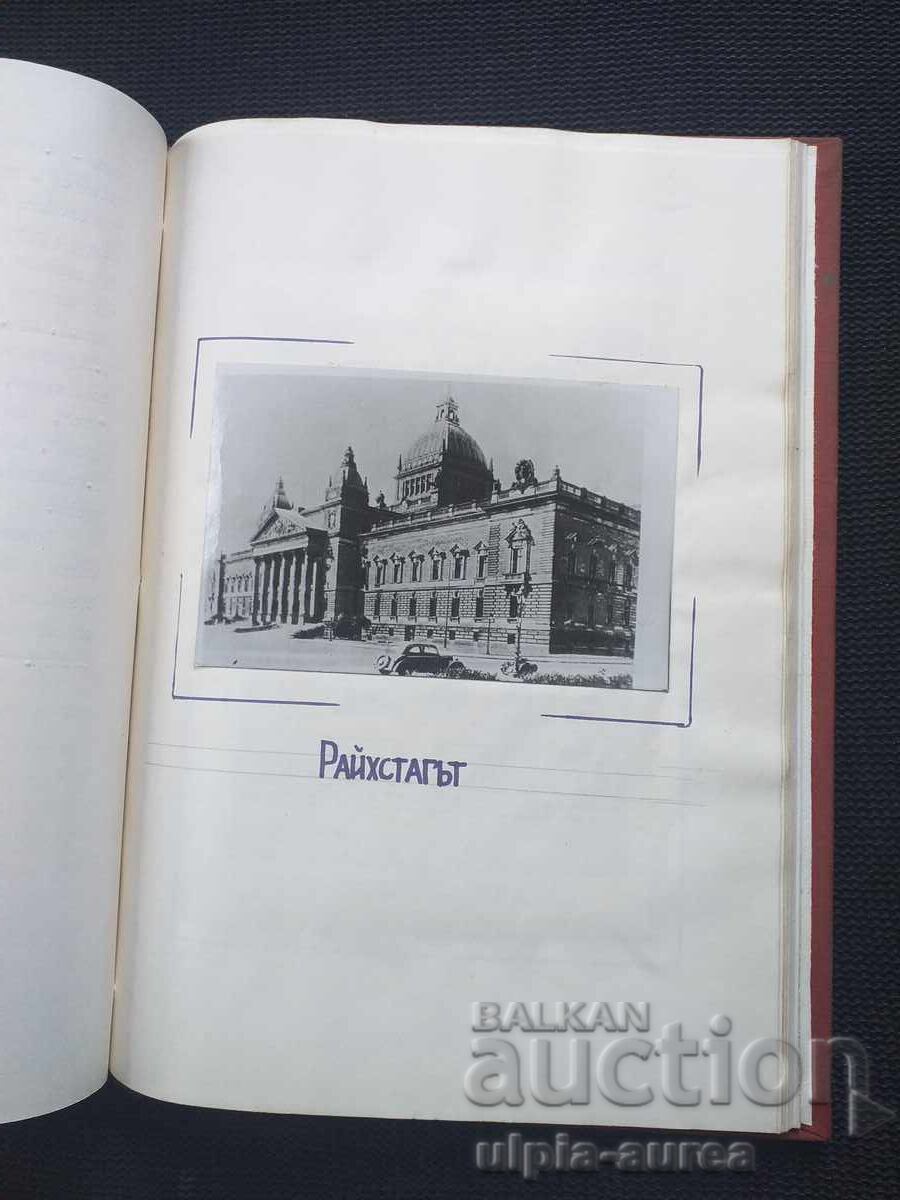 Райхстагът
BALKAN
auction
ulpia-aurea